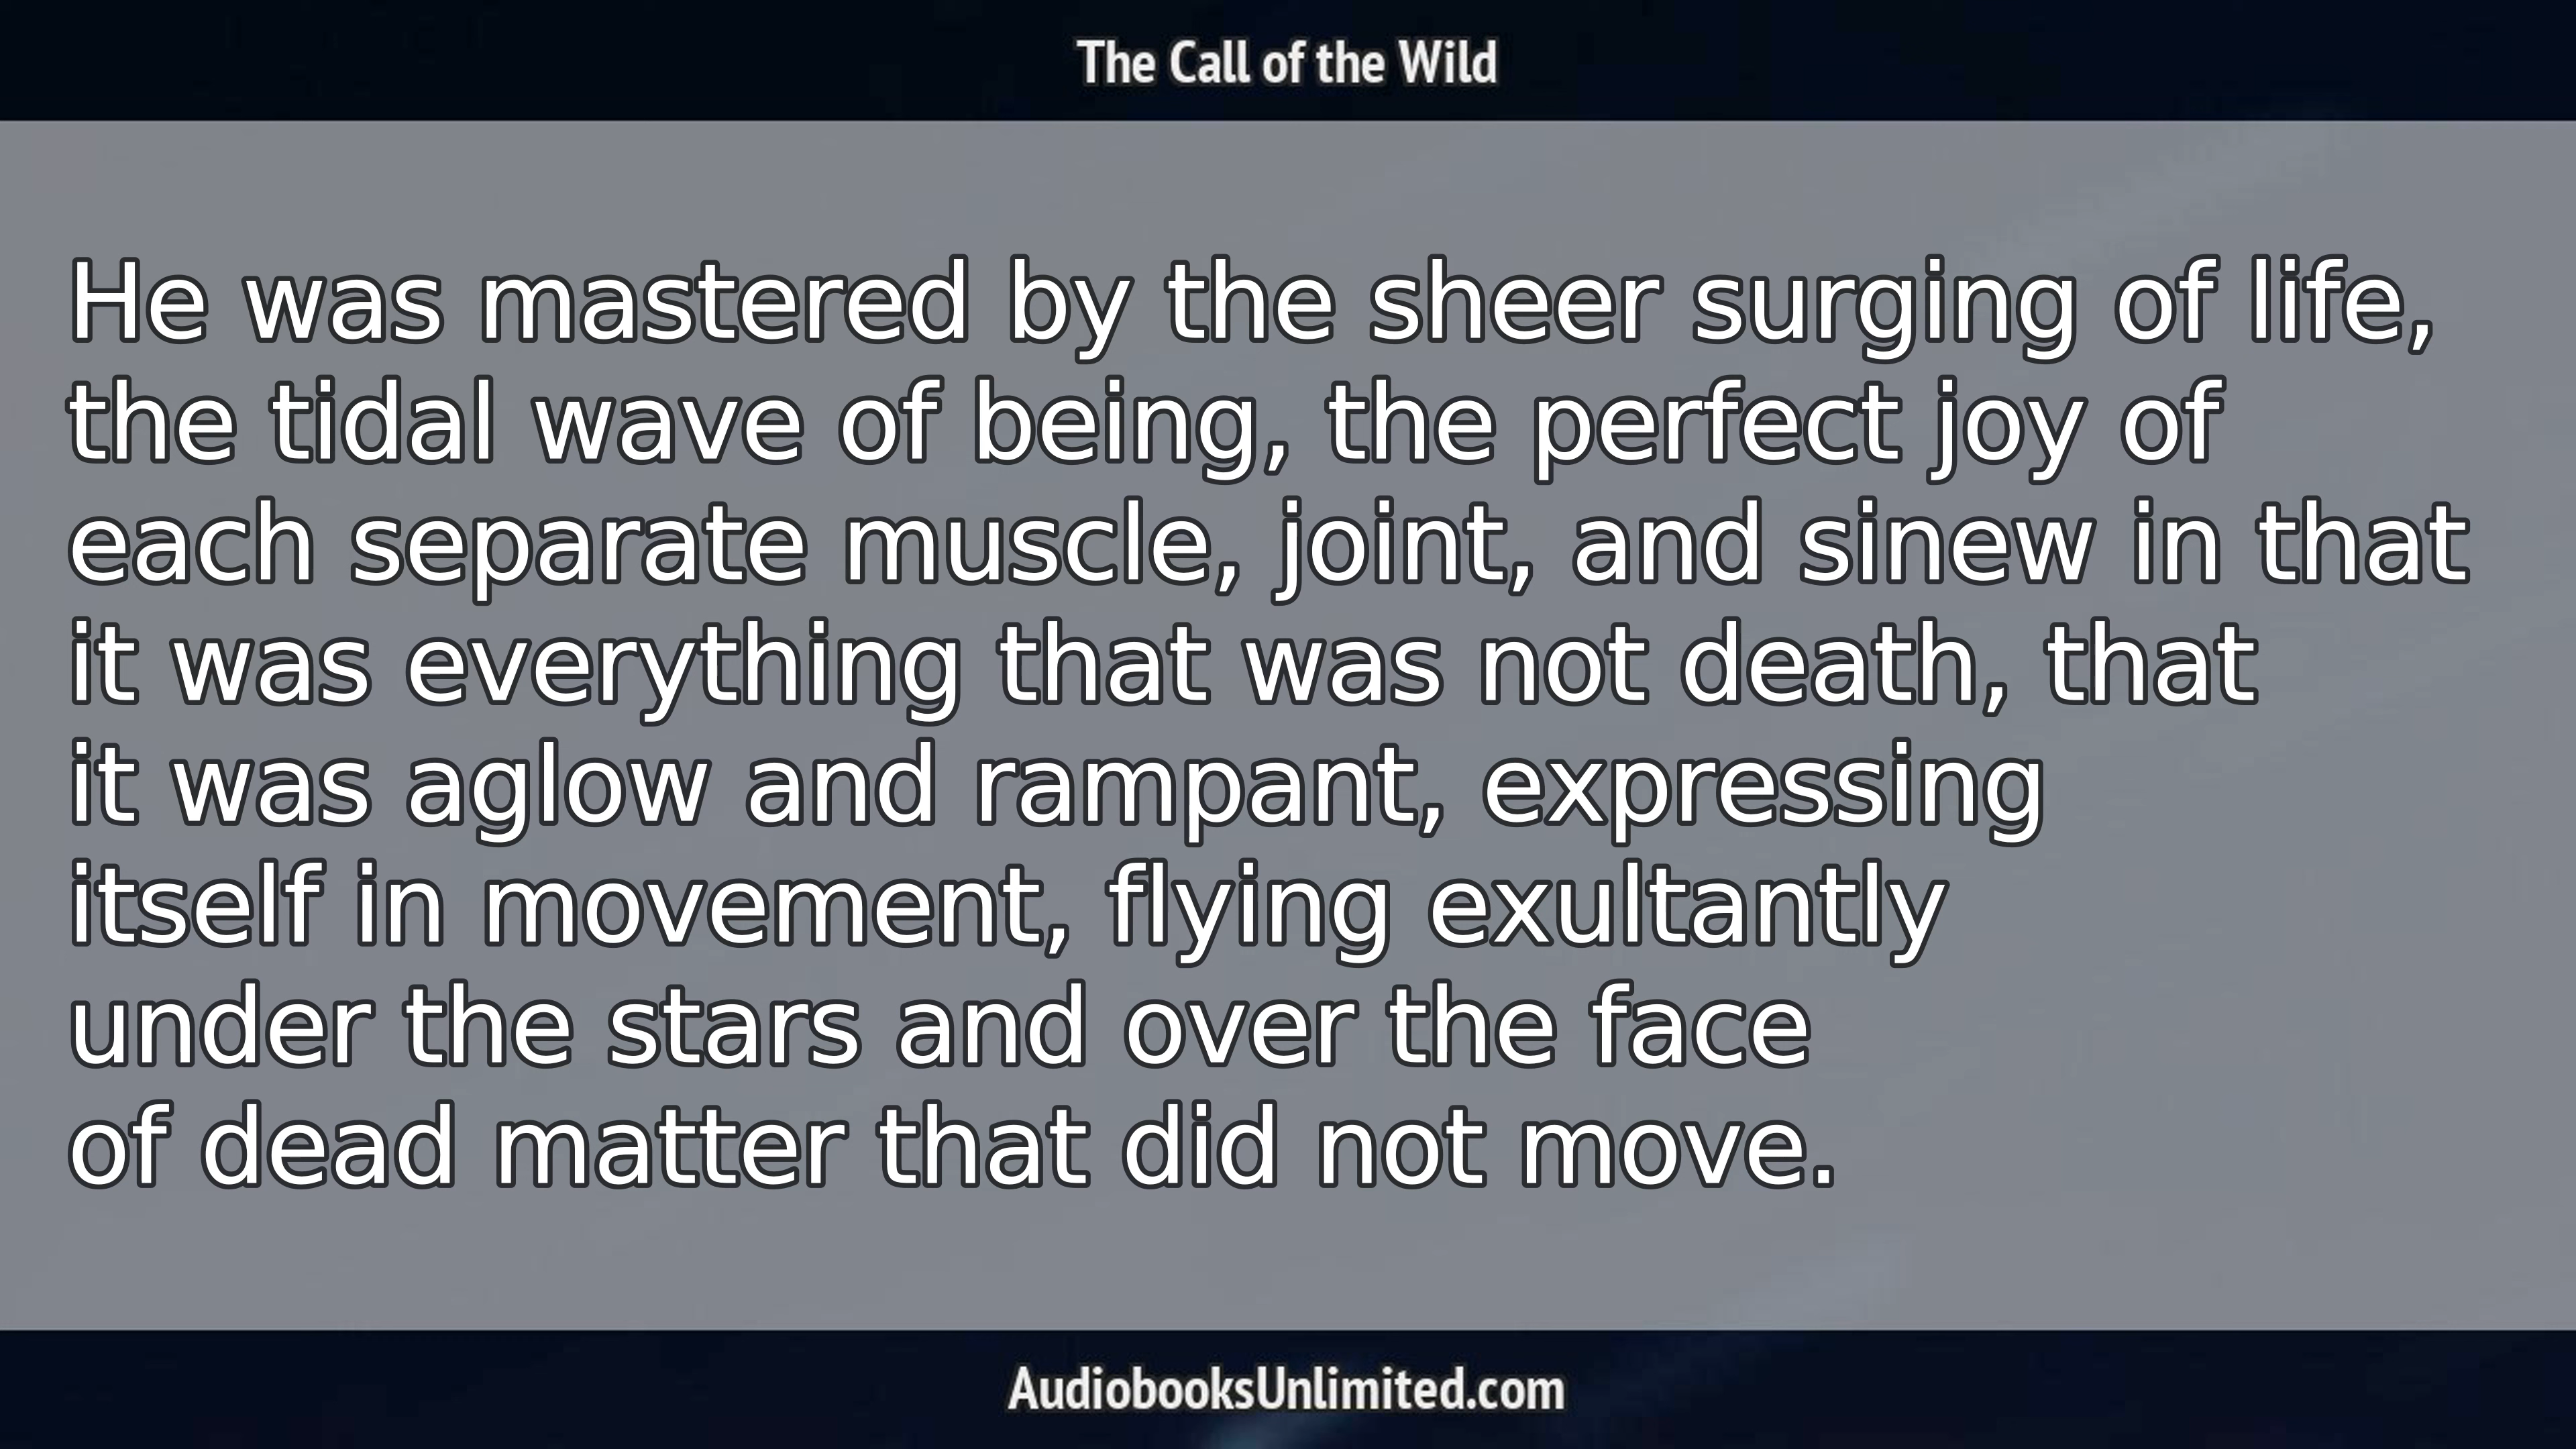 The Call of the Wild
He was mastered by the sheer surging of life,
the tidal wave of being, the perfect joy of
each separate muscle, joint, and sinew in that
it was everything that was not death, that
it was aglow and rampant, expressing
itself in movement, flying exultantly
under the stars and over the face
of dead matter that did not move.
AudiobooksUnlimited.com